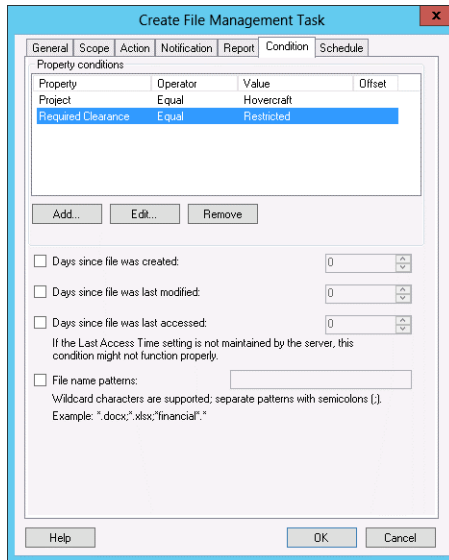 Create File Management Task
x
General Scope Action Notification Report Condition Schedule
Property conditions
Property Operator Value Offset
Project Equal Hovercraft
Required Clearance Equal Restricted
Add... Edit... Remove
Days since file was created: 0
Days since file was last modified: 0
Days since file was last accessed: 0
If the Last Access Time setting is not maintained by the server, this
condition might not function properly.
File name patterns:
Wildcard characters are supported; separate patterns with semicolons (;).
Example: *.docx;*.xlsx;*financial*.*
Help OK Cancel